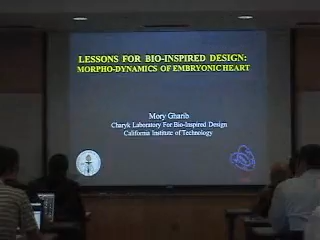 LESSONS FOR BIO-INSPIRED DESIGN:
MORPHO-DYNAMICS OF EMBRYONIC HEART
Mory Gharib
Charyk Laboratory For Bio-Inspired Design
California Institute of Technology